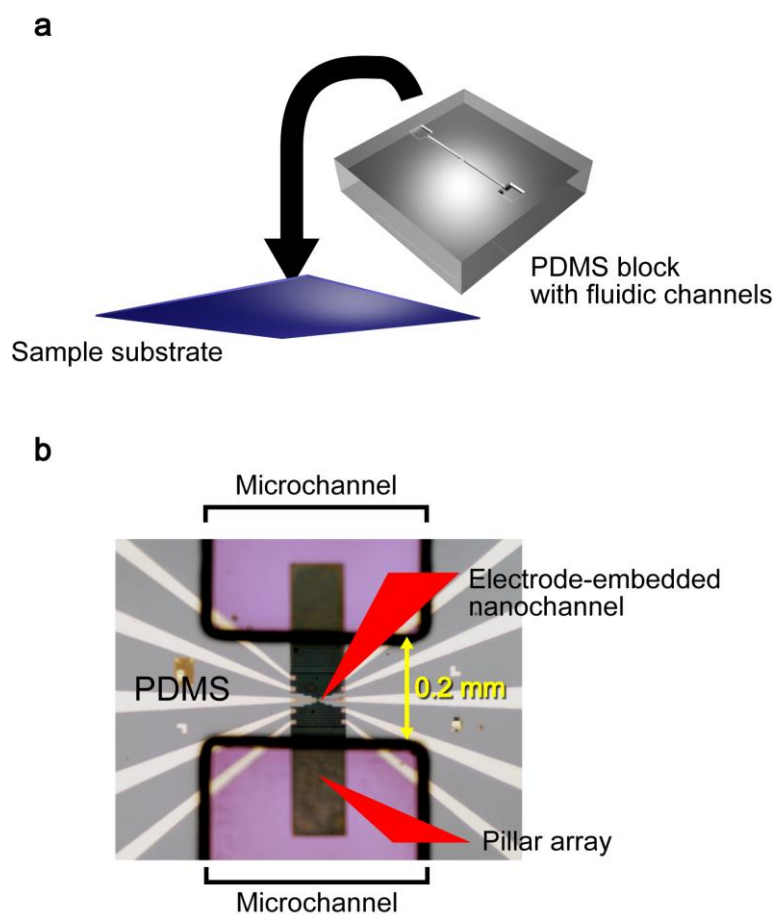 a
PDMS block
with fluidic channels
Sample substrate
b
Microchannel
Electrode-embedded
nanochannel
PDMS
0.2 mm
Pillar array
Microchannel